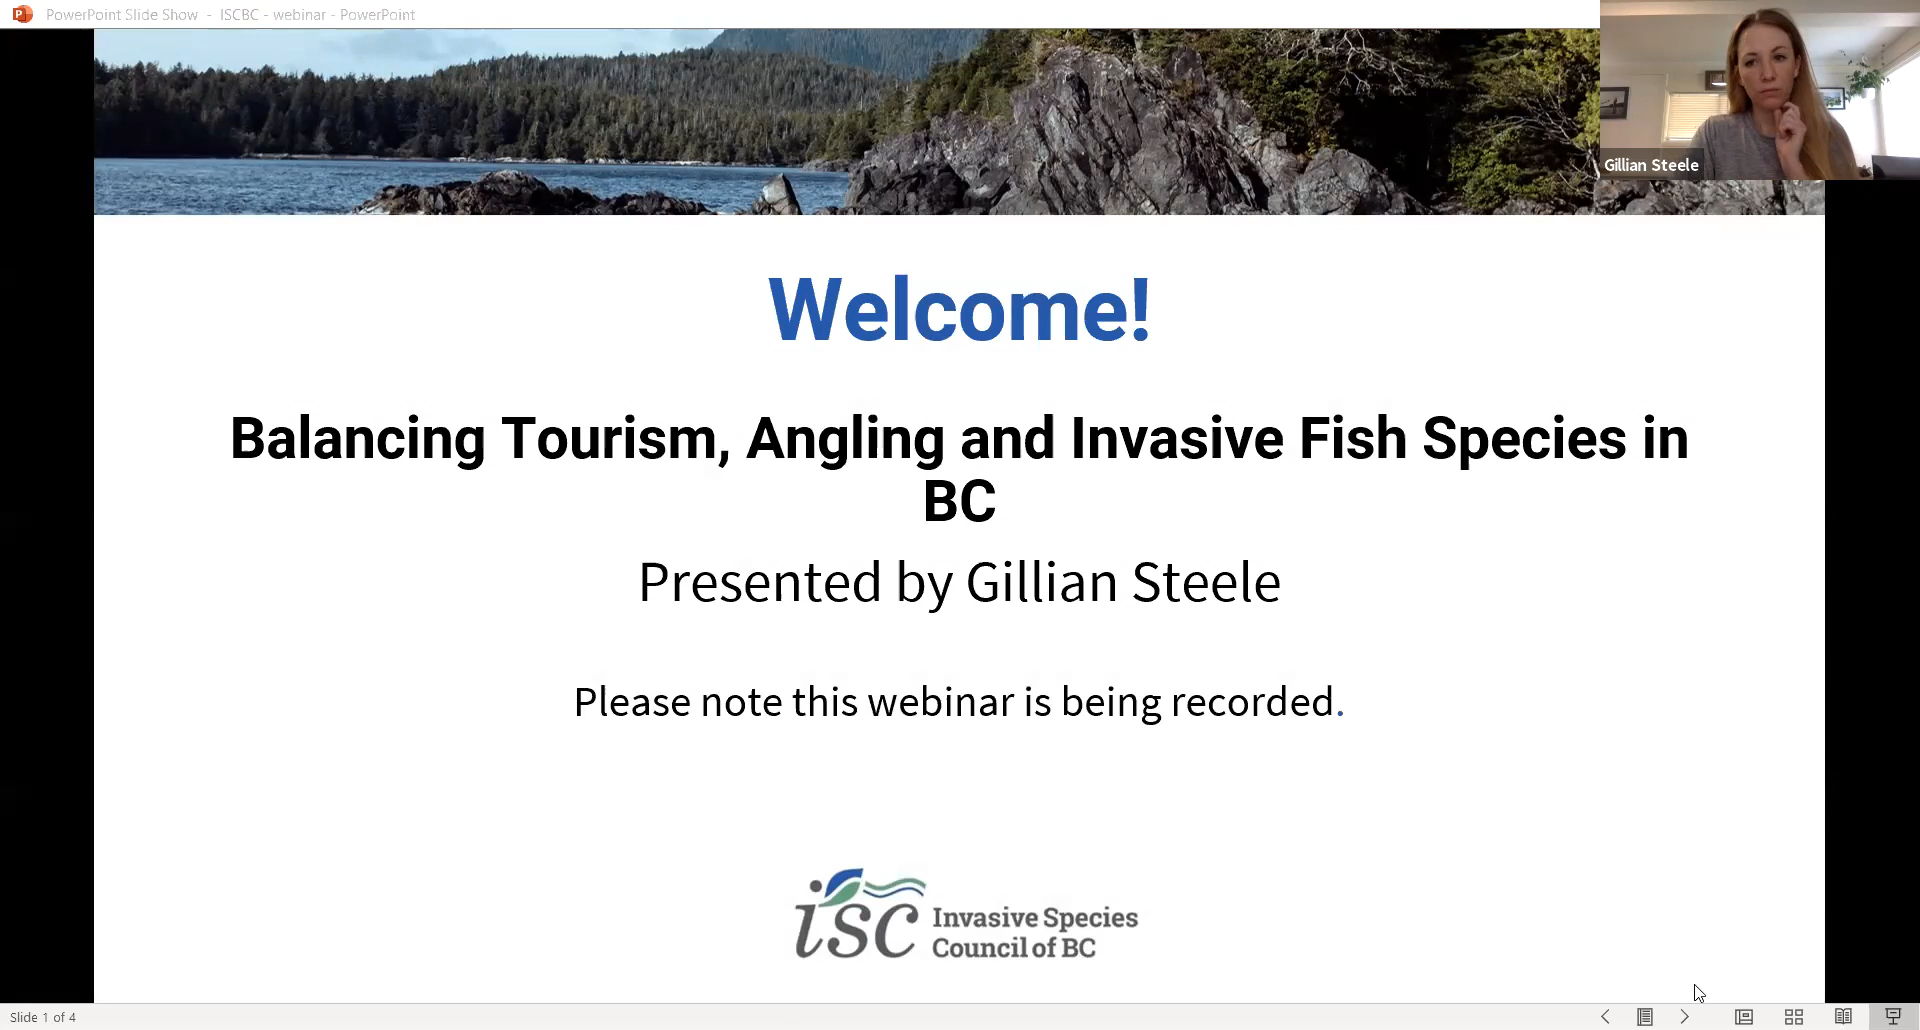 PowerPoint Slide Show - ISCBC - webinar - PowerPoint
Gillian Steele
Welcome!
Balancing Tourism, Angling and Invasive Fish Species in
BC
Presented by Gillian Steele
Please note this webinar is being recorded.
isc Invasive Species
Council of BC
Slide 1 of 4